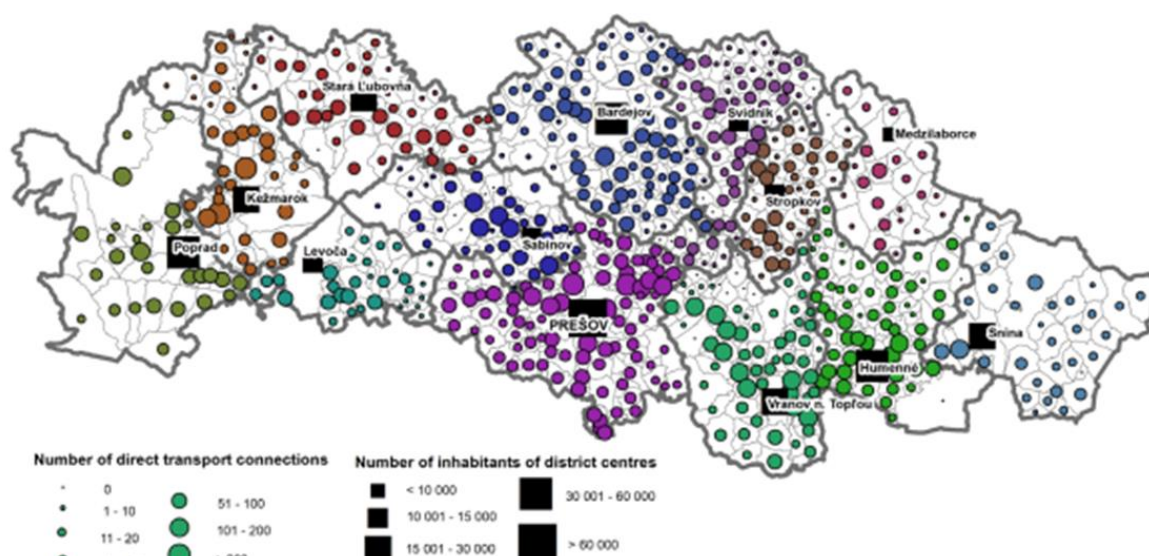 Stará Ľubovňa
Bardejov
Svidník
Medzilaborce
Kežmarok
Stropkov
Poprad
Levoča
Sabinov
PREŠOV
Snina
Humenné
Vranov n. Topľou
Number of direct transport connections
0
1 - 10
11 - 20
51 - 100
101 - 200
Number of inhabitants of district centres
< 10 000
10 001 - 15 000
15 001 - 30 000
30 001 - 60 000
> 60 000